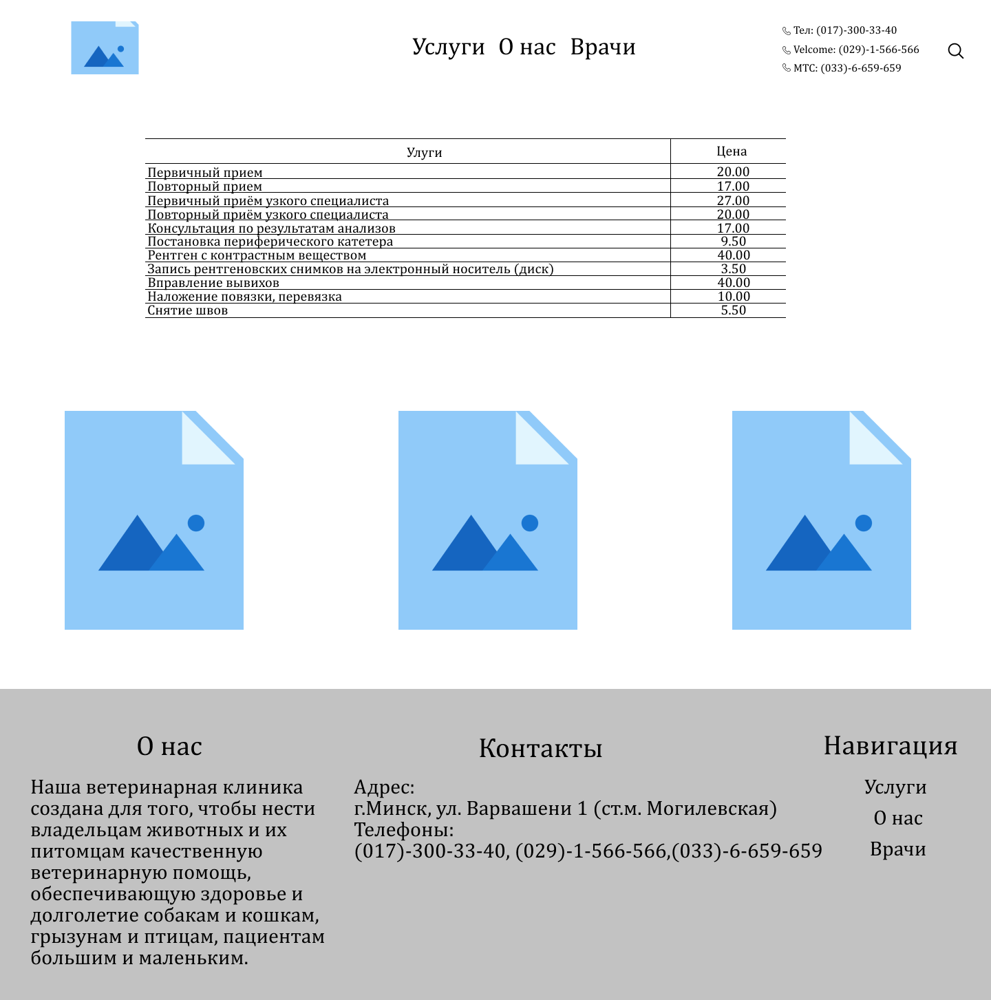 Услуги О нас Врачи
Тел: (017)-300-33-40
Velcome: (029)-1-566-566
МТС: (033)-6-659-659
Улуги Цена
Первичный прием 20.00
Повторный прием 17.00
Первичный приём узкого специалиста 27.00
Повторный приём узкого специалиста 20.00
Консультация по результатам анализов 17.00
Постановка периферического катетера 9.50
Рентген с контрастным веществом 40.00
Запись рентгеновских снимков на электронный носитель (диск) 3.50
Вправление вывихов 40.00
Наложение повязки, перевязка 10.00
Снятие швов 5.50
О нас
Наша ветеринарная клиника
создана для того, чтобы нести
владельцам животных и их
питомцам качественную
ветеринарную помощь,
обеспечивающую здоровье и
долголетие собакам и кошкам,
грызунам и птицам, пациентам
большим и маленьким.
Контакты
Адрес:
г.Минск, ул. Варвашени 1 (ст.м. Могилевская)
Телефоны:
(017)-300-33-40, (029)-1-566-566,(033)-6-659-659
Навигация
Услуги
О нас
Врачи